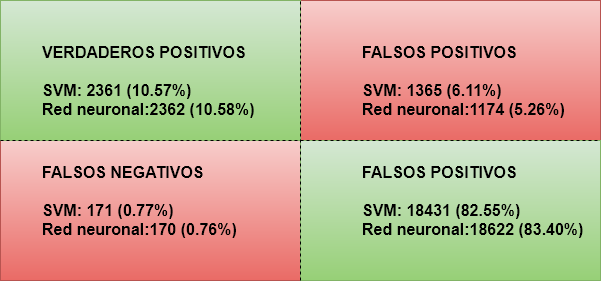 VERDADEROS POSITIVOS
SVM: 2361 (10.57%)
Red neuronal:2362 (10.58%)
FALSOS POSITIVOS
SVM: 1365 (6.11%)
Red neuronal:1174 (5.26%)
FALSOS NEGATIVOS
SVM: 171 (0.77%)
Red neuronal:170 (0.76%)
FALSOS POSITIVOS
SVM: 18431 (82.55%)
Red neuronal:18622 (83.40%)